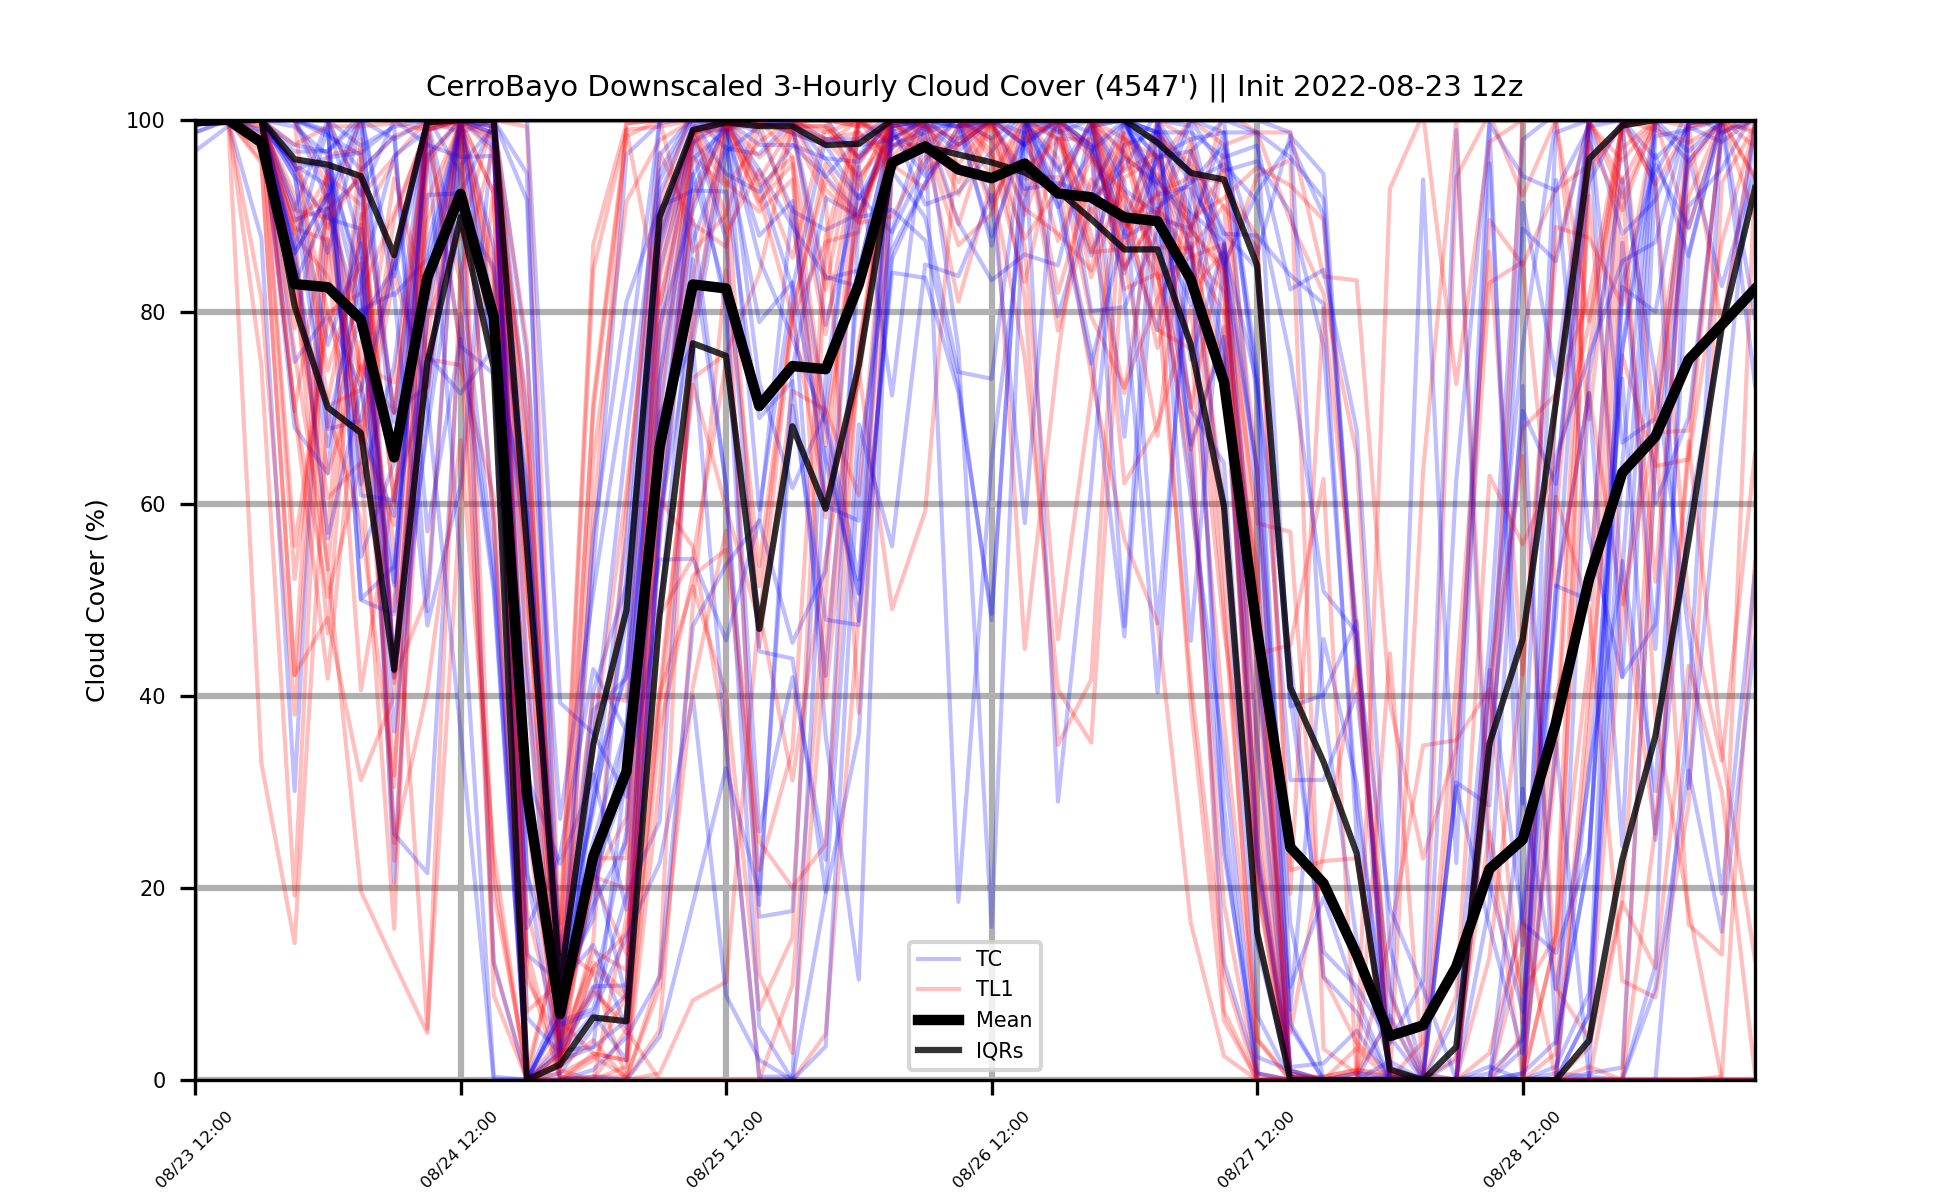 CerroBayo Downscaled 3-Hourly Cloud Cover (4547') || Init 2022-08-23 12z
Cloud Cover (%)
100
80
60
40
20
0
TC
TL1
Mean
IQRs
08/23 12:00
08/24 12:00
08/25 12:00
08/26 12:00
08/27 12:00
08/28 12:00